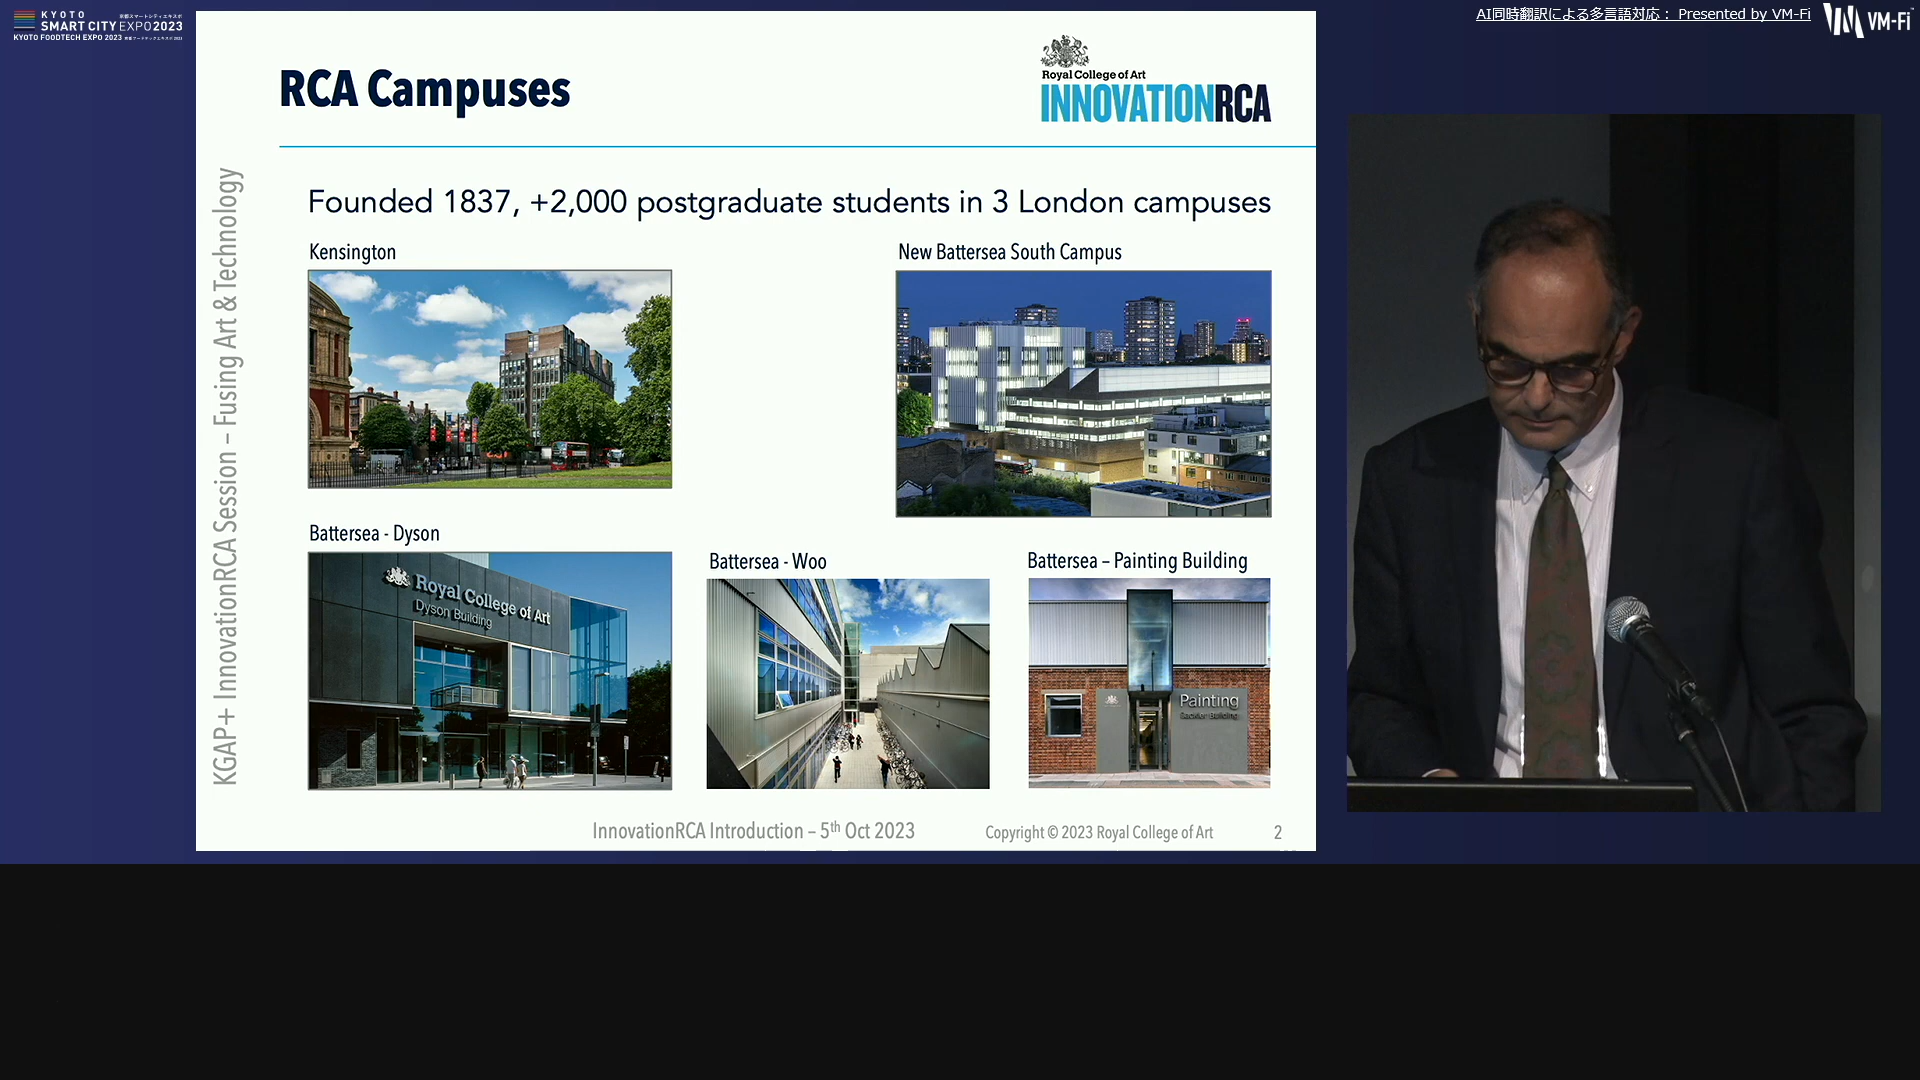 KYOTO
SMART CITY EXPO2023
KYOTO FOODTECH EXPO 2023
AI同時翻訳による多言語対応： Presented by VM-Fi
VM-Fi
RCA Campuses
Royal College of Art
INNOVATIONRCA
KGAP+ InnovationRCA Session – Fusing Art & Technology
Founded 1837, +2,000 postgraduate students in 3 London campuses
Kensington
New Battersea South Campus
Battersea - Dyson
Royal College of Art
Dyson Building
Battersea - Woo
Battersea – Painting Building
Painting
InnovationRCA Introduction – 5th Oct 2023
Copyright © 2023 Royal College of Art
2